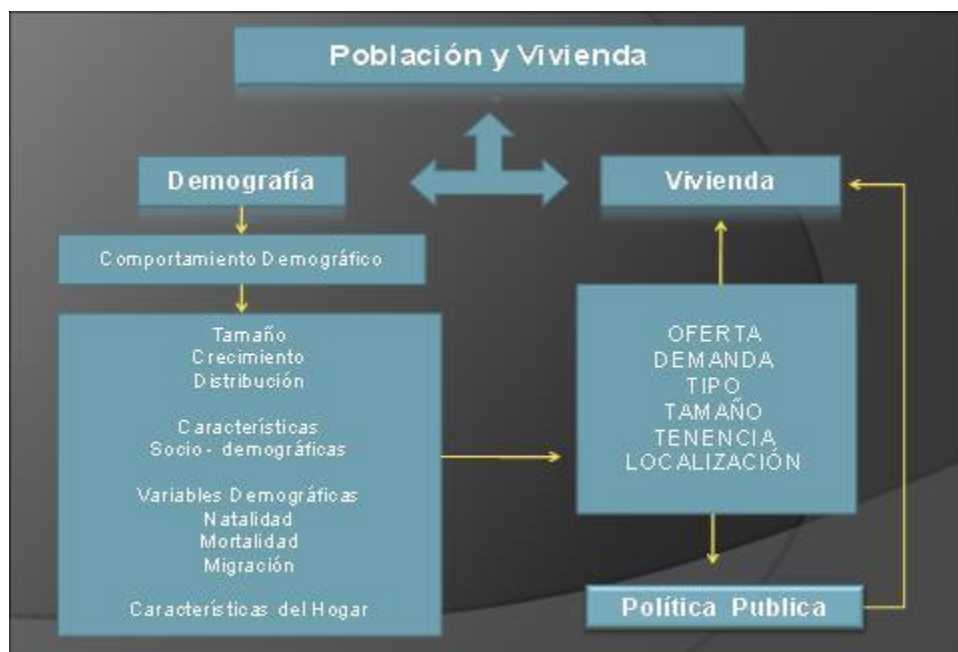 Población y Vivienda
Demografía
Vivienda
Comportamiento Demográfico
Tamaño
Crecimiento
Distribución
Características
Socio- demográficas
Variables Demográficas
Natalidad
Mortalidad
Migración
Características del Hogar
OFERTA
DEMANDA
TIPO
TAMAÑO
TENENCIA
LOCALIZACIÓN
Política Publica